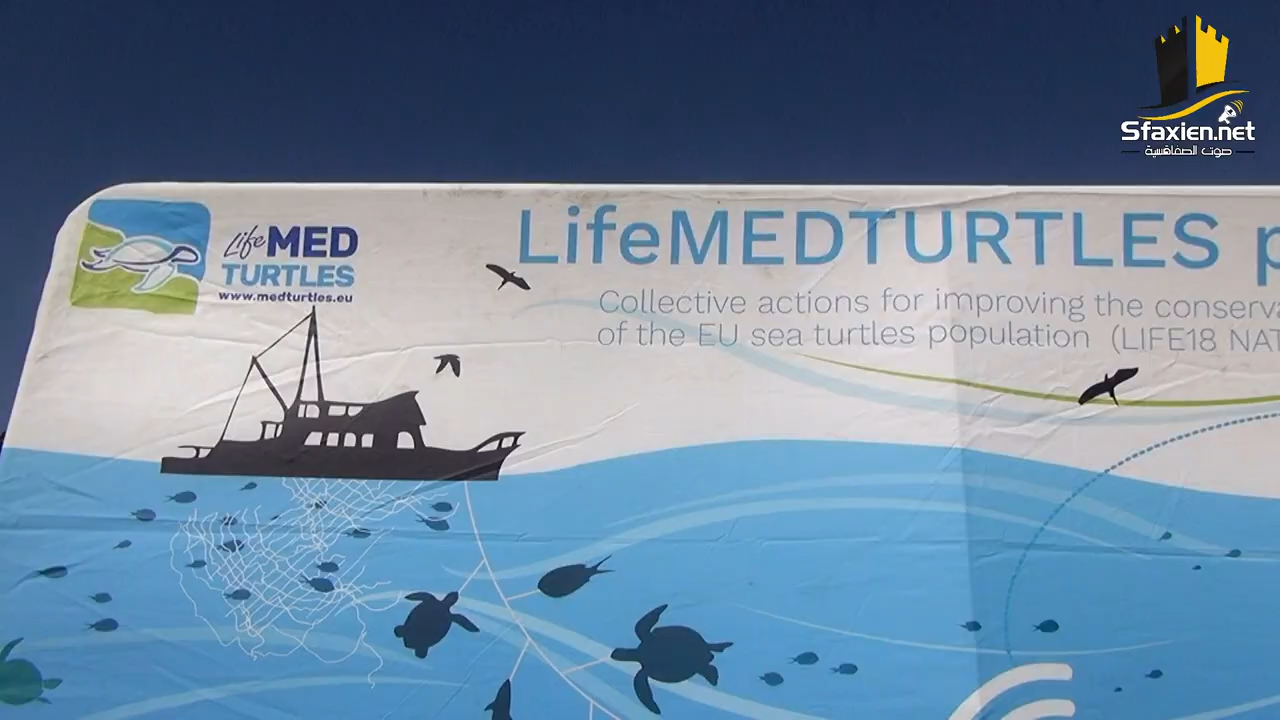 Sfaxien.net
صوت الصفاقسية
Life MED
TURTLES
www.medturtles.eu
LifeMEDTURTLES
Collective actions for improving the
of the EU sea turtles population (LIFE18 NAT